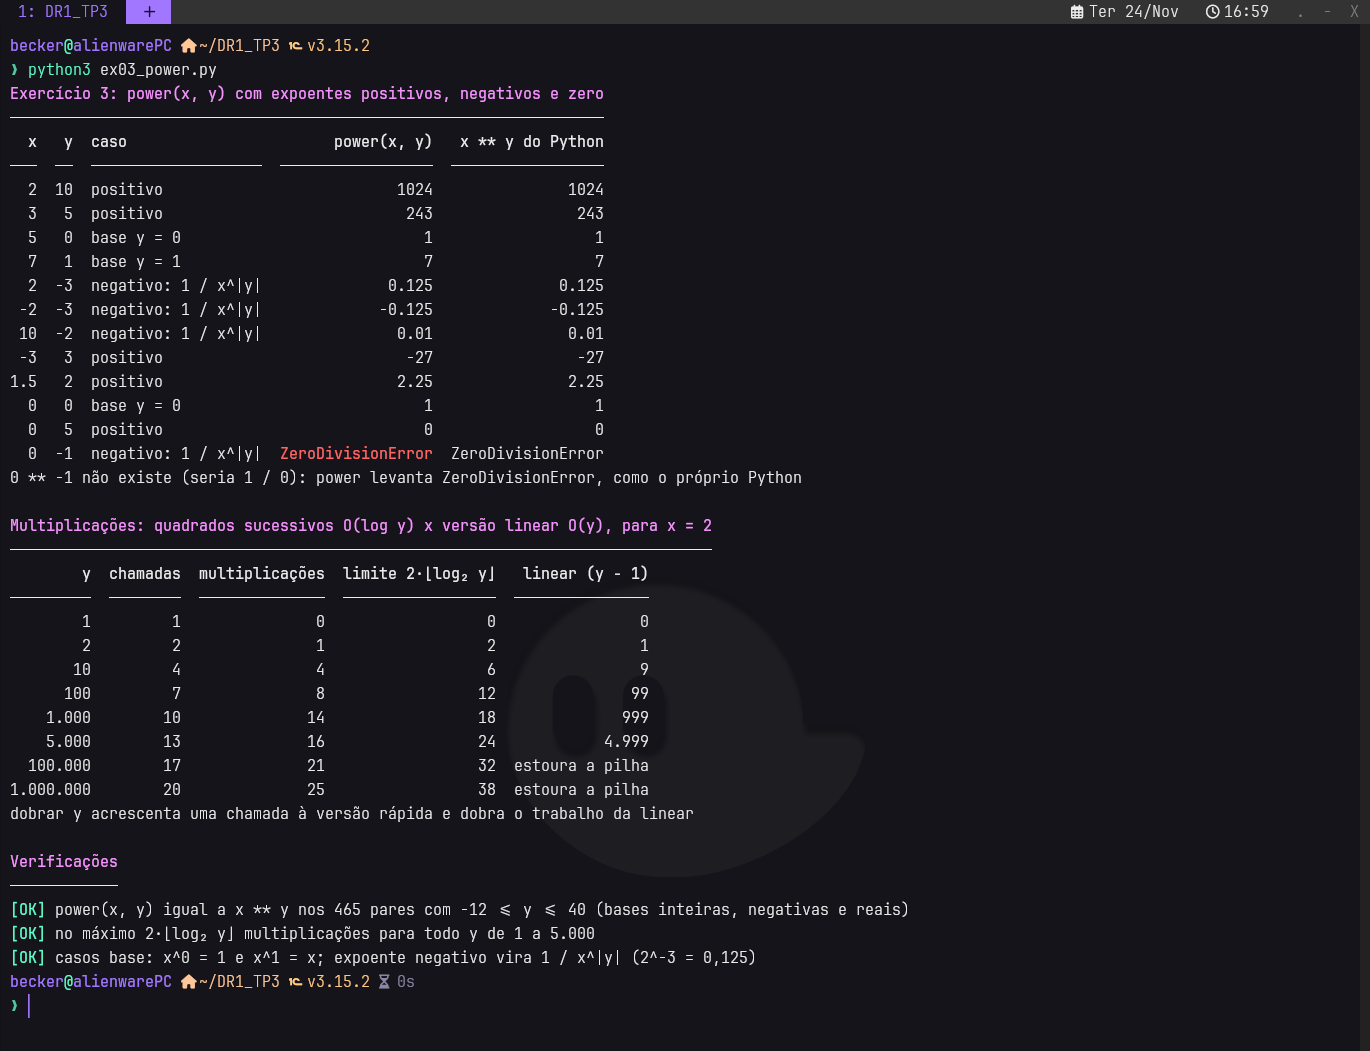 1: DR1_TP3 + Ter 24/Nov 16:59 . - X
becker@alienwarePC ~/DR1_TP3 v3.15.2
❯ python3 ex03_power.py
Exercício 3: power(x, y) com expoentes positivos, negativos e zero
x y caso power(x, y) x ** y do Python
2 10 positivo 1024 1024
3 5 positivo 243 243
5 0 base y = 0 1 1
7 1 base y = 1 7 7
2 -3 negativo: 1 / x^|y| 0.125 0.125
-2 -3 negativo: 1 / x^|y| -0.125 -0.125
10 -2 negativo: 1 / x^|y| 0.01 0.01
-3 3 positivo -27 -27
1.5 2 positivo 2.25 2.25
0 0 base y = 0 1 1
0 5 positivo 0 0
0 -1 negativo: 1 / x^|y| ZeroDivisionError ZeroDivisionError
0 ** -1 não existe (seria 1 / 0): power levanta ZeroDivisionError, como o próprio Python
Multiplicações: quadrados sucessivos O(log y) x versão linear O(y), para x = 2
y chamadas multiplicações limite 2·⌊log₂ y⌋ linear (y - 1)
1 1 0 0 0
2 2 1 2 1
10 4 4 6 9
100 7 8 12 99
1.000 10 14 18 999
5.000 13 16 24 4.999
100.000 17 21 32 estoura a pilha
1.000.000 20 25 38 estoura a pilha
dobrar y acrescenta uma chamada à versão rápida e dobra o trabalho da linear
Verificações
[OK] power(x, y) igual a x ** y nos 465 pares com -12 ⩽ y ⩽ 40 (bases inteiras, negativas e reais)
[OK] no máximo 2·⌊log₂ y⌋ multiplicações para todo y de 1 a 5.000
[OK] casos base: x^0 = 1 e x^1 = x; expoente negativo vira 1 / x^|y| (2^-3 = 0,125)
becker@alienwarePC ~/DR1_TP3 v3.15.2 0s
❯